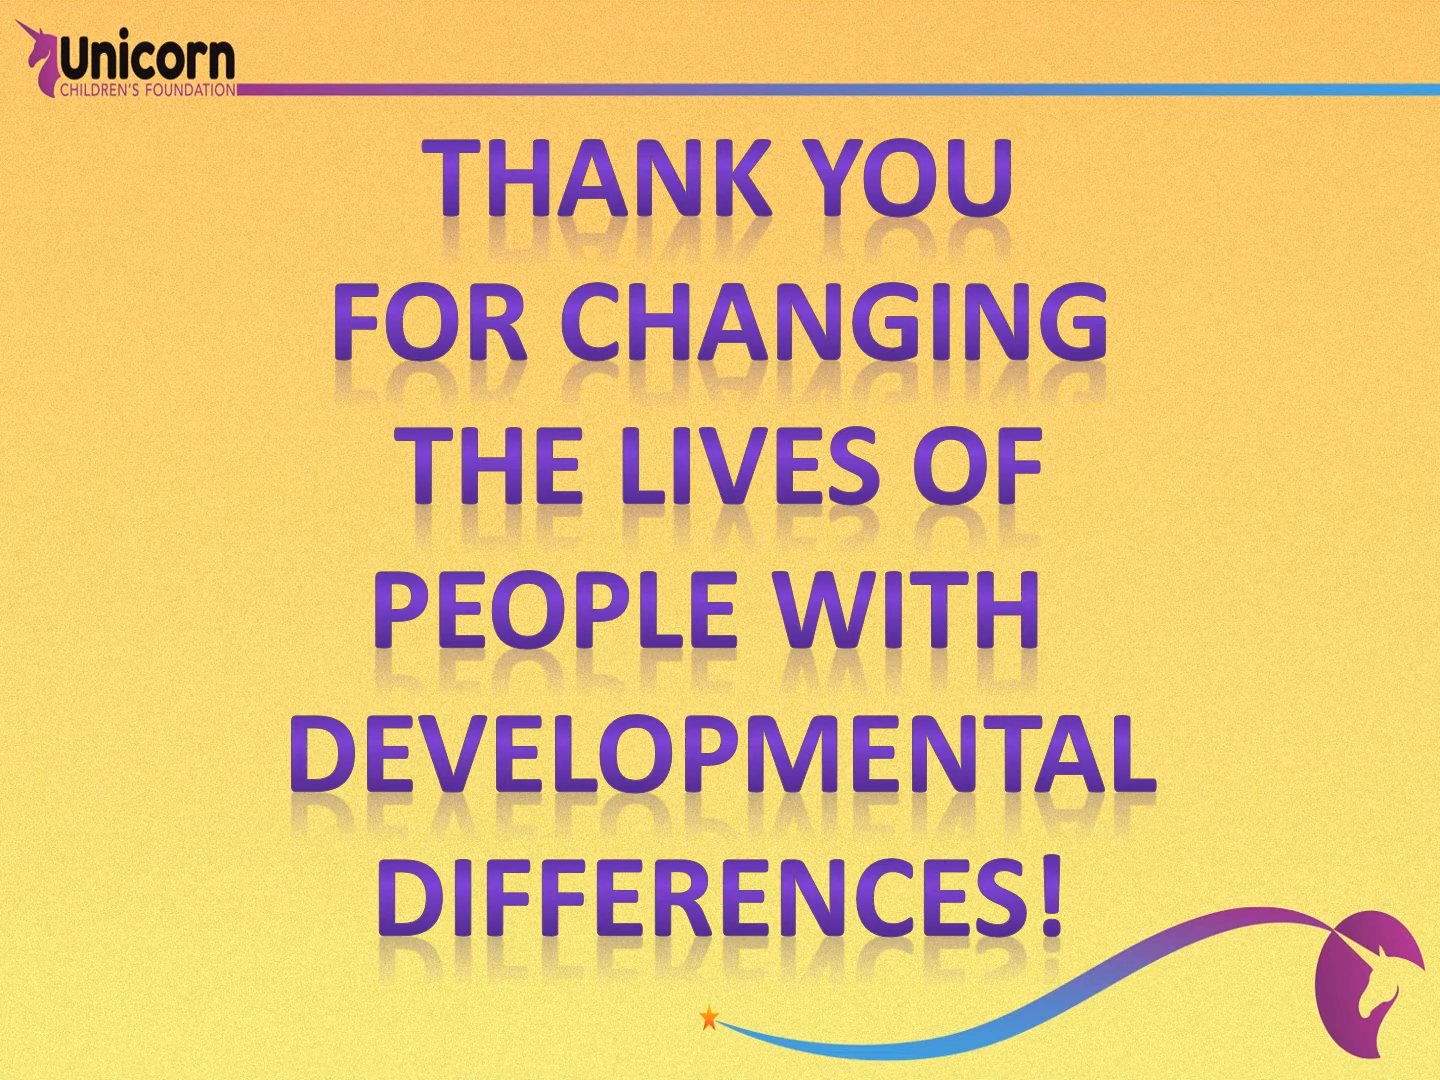 Unicorn
CHILDREN'S FOUNDATION
THANK YOU
FOR CHANGING
THE LIVES OF
PEOPLE WITH
DEVELOPMENTAL
DIFFERENCES!